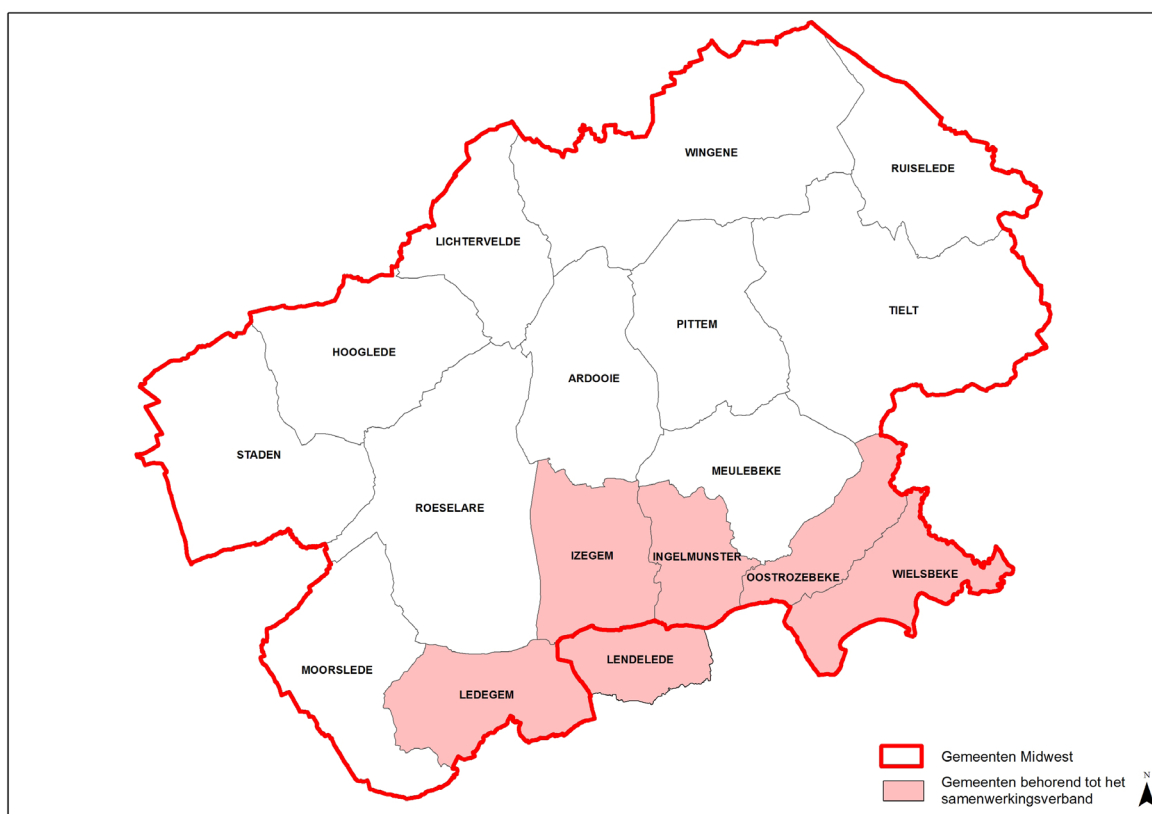 WINGENE
RUISELEDE
LICHTERVELDE
TIELT
PITTEM
HOOGLEDE
ARDOOIE
STADEN
MEULEBEKE
ROESELARE
IZEGEM
INGELMUNSTER
OOSTROZEBEKE
WIELSBEKE
LENDELEDE
MOORSLEDE
LEDEGEM
Gemeenten Midwest
Gemeenten behorend tot het
samenwerkingsverband
N